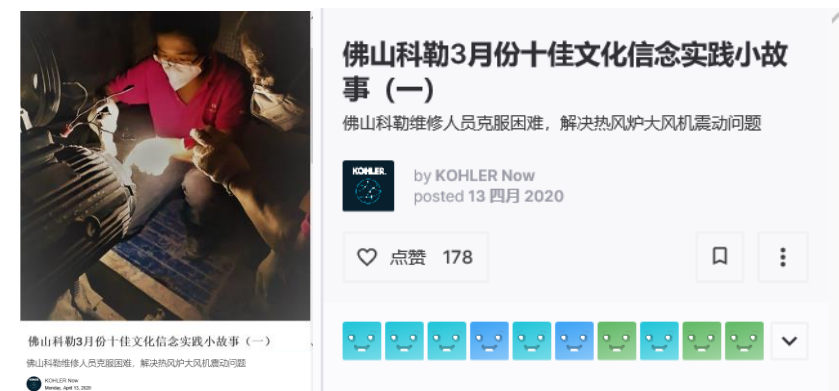 佛山科勒3月份十佳文化信念实践小故事（一）
佛山科勒维修人员克服困难，解决热风炉大风机震动问题
KOHLER Now
Monday, April 13, 2020
佛山科勒3月份十佳文化信念实践小故
事（一）
佛山科勒维修人员克服困难，解决热风炉大风机震动问题
KOHLER.
by KOHLER Now
posted 13 四月 2020
点赞 178